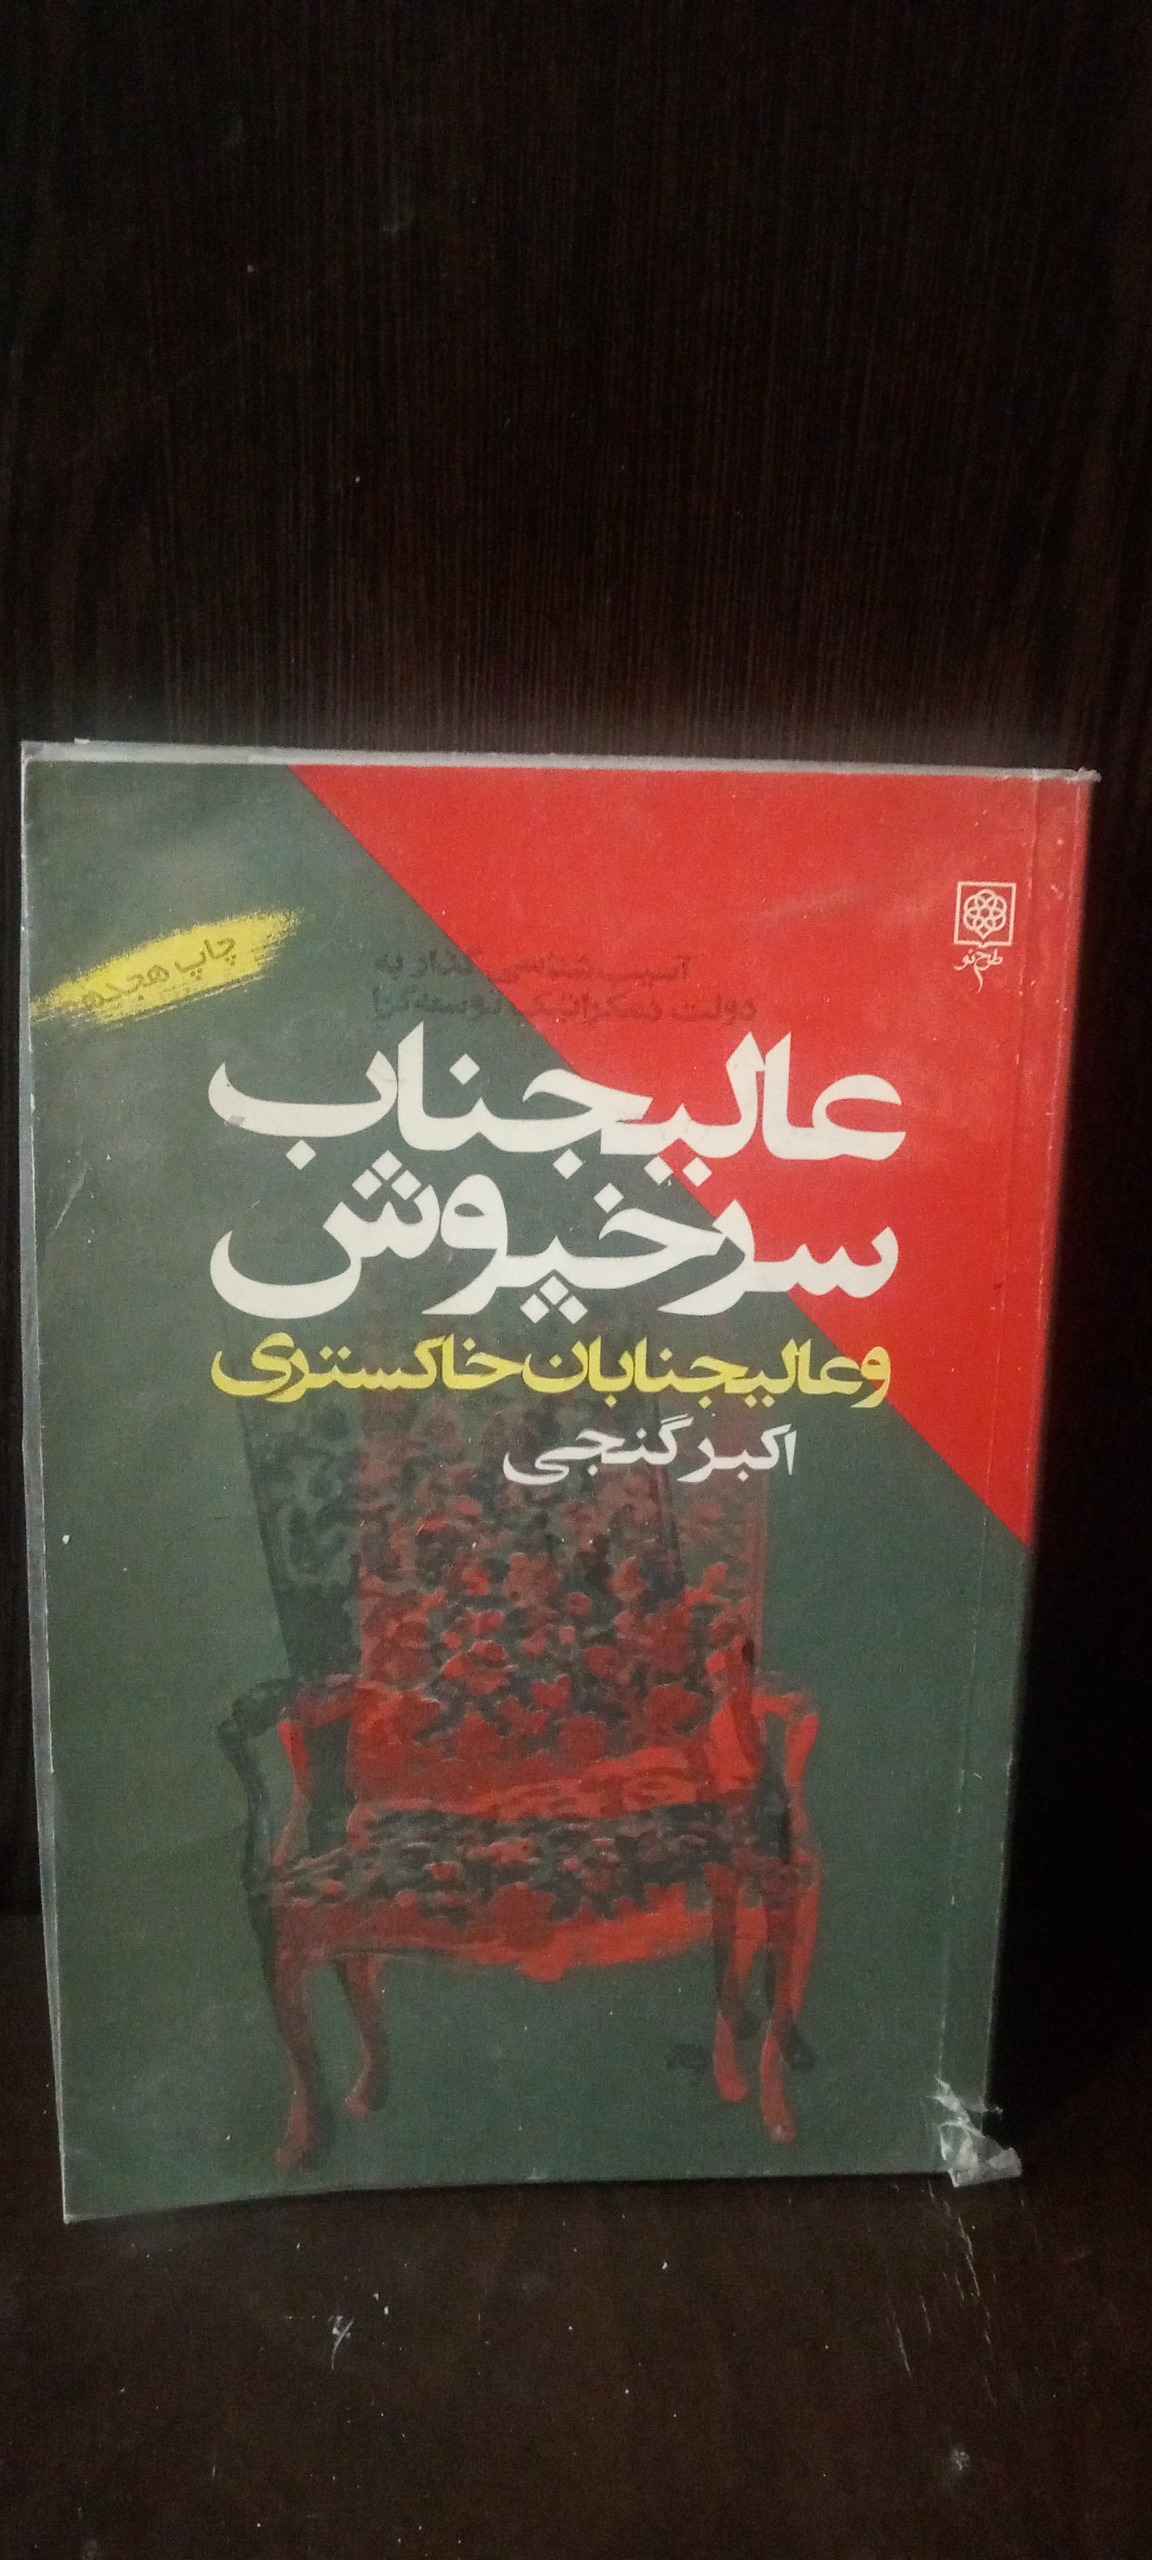 طرح نو
چاپ هجدهم
آسیب‌شناسی گذار به
دولت دمکراتیک توسعه‌گرا
عالیجناب
سرخپوش
و عالیجنابان خاکستری
اکبر گنجی